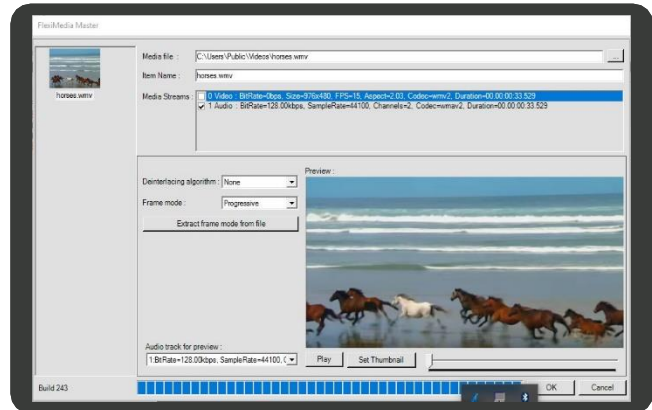 FlexiMedia Master
Media file : C:\Users\Public\Videos\horses.wmv ...
Item Name : horses.wmv
horses.wmv
Media Streams : 0 Video : BitRate=0bps, Size=976x480, FPS=15, Aspect=2.03, Codec=wmv2, Duration=00:00:00:33.529
1 Audio : BitRate=128.00kbps, SampleRate=44100, Channels=2, Codec=wmav2, Duration=00:00:00:33.529
Preview :
Deinterlacing algorithm : None
Frame mode : Progressive
Extract frame mode from file
Audio track for preview :
1:BitRate=128.00kbps, SampleRate=44100, (
Play Set Thumbnail
Build 243 OK Cancel